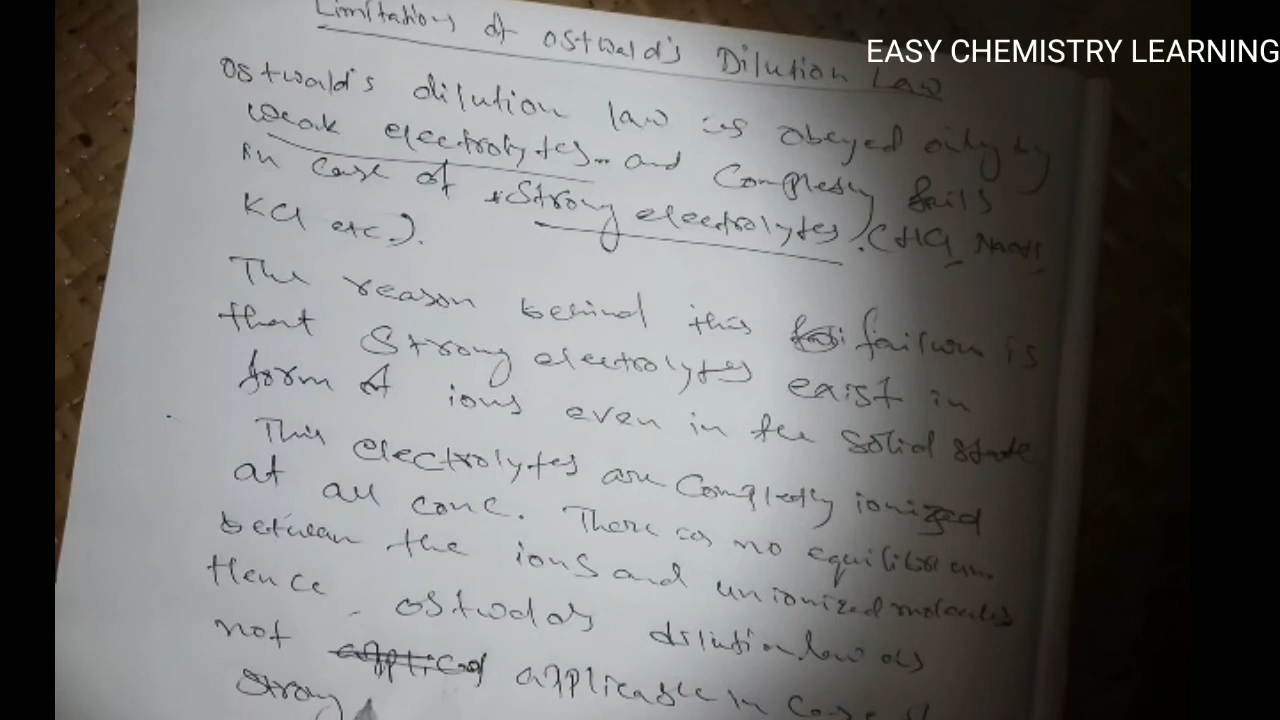 EASY CHEMISTRY LEARNING
Limitations of Ostwald's Dilution Law
Ostwald's dilution law is obeyed only by
weak electrolytes and completely fails
in case of strong electrolytes. (HCl, NaOH,
KCl etc).
The reason behind this failure is
that strong electrolytes exist in
form of ions even in the solid state
This electrolytes are completly ionized
at all conc. There is no equilibrium
between the ions and unionized molecules
Hence, Ostwald's dilution law is
not applicable in case of
strong